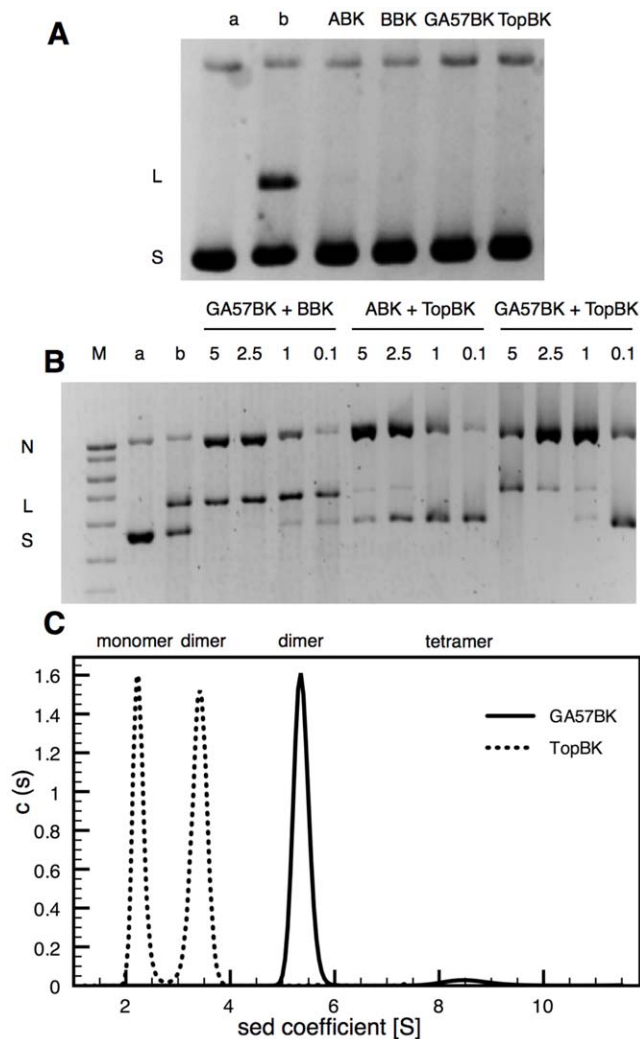 A
a b ABK BBK GA57BK TopBK
L
S
GA57BK + BBK ABK + TopBK GA57BK + TopBK
B
M a b 5 2.5 1 0.1 5 2.5 1 0.1 5 2.5 1 0.1
N
L
S
C
monomer dimer dimer tetramer
1.6
1.4
1.2
1
0.8
0.6
0.4
0.2
0
c (s)
GA57BK
TopBK
2 4 6 8 10
sed coefficient [S]